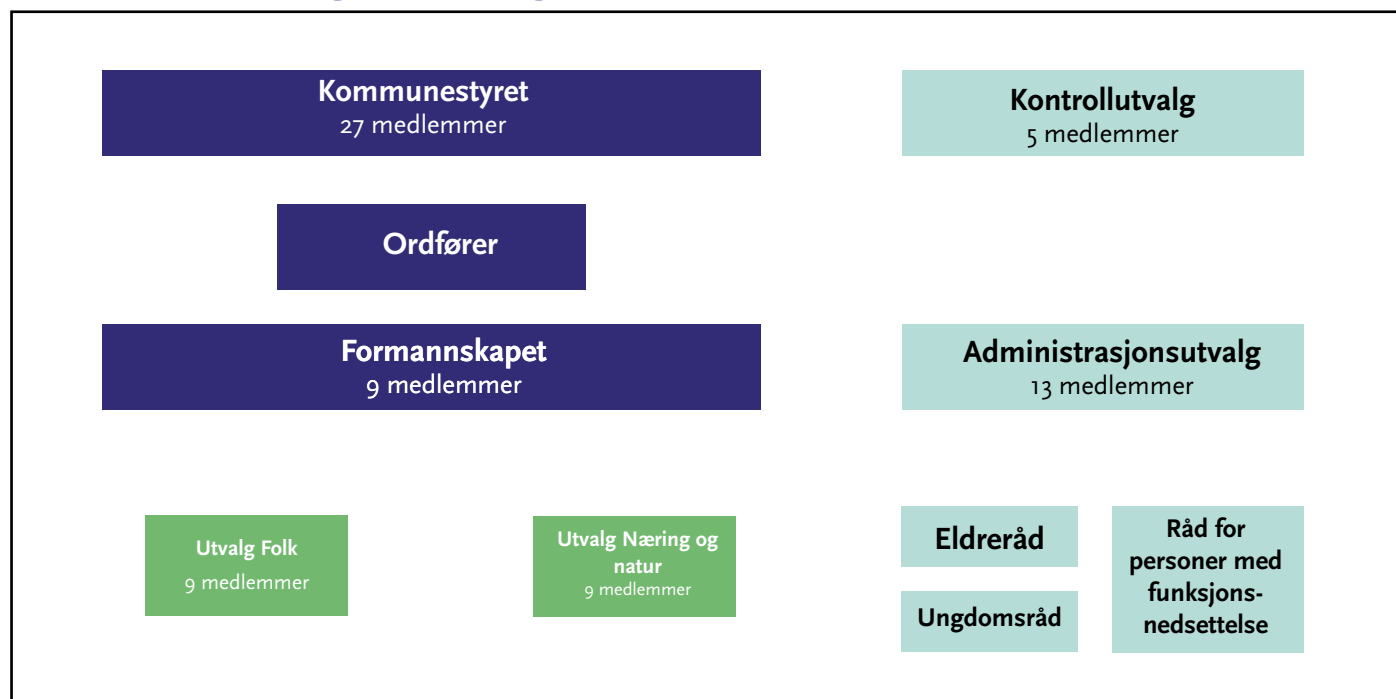 Kommunestyret
27 medlemmer
Kontrollutvalg
5 medlemmer
Ordfører
Formannskapet
9 medlemmer
Administrasjonsutvalg
13 medlemmer
Utvalg Folk
9 medlemmer
Utvalg Næring og
natur
9 medlemmer
Eldreråd
Ungdomsråd
Råd for
personer med
funksjons-
nedsettelse